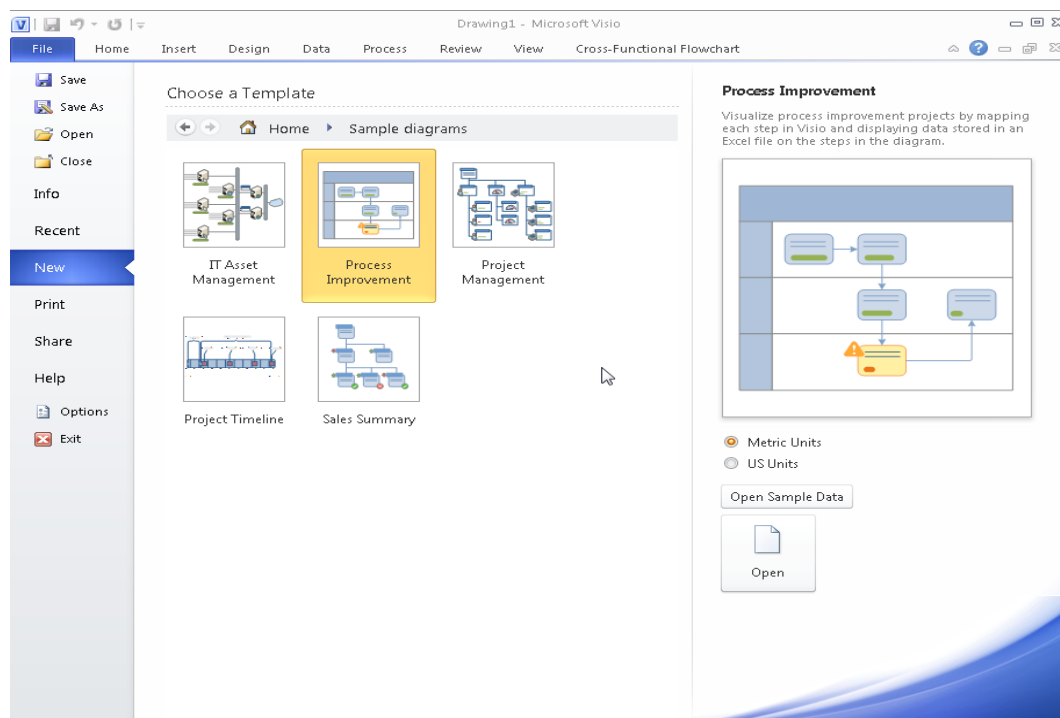 Drawing1 - Microsoft Visio
File Home Insert Design Data Process Review View Cross-Functional Flowchart
Save
Save As
Open
Close
Info
Recent
New
Print
Share
Help
Options
Exit
Choose a Template
Home Sample diagrams
IT Asset
Management
Process
Improvement
Project
Management
Project Timeline
Sales Summary
Process Improvement
Visualize process improvement projects by mapping
each step in Visio and displaying data stored in an
Excel file on the steps in the diagram.
Metric Units
US Units
Open Sample Data
Open